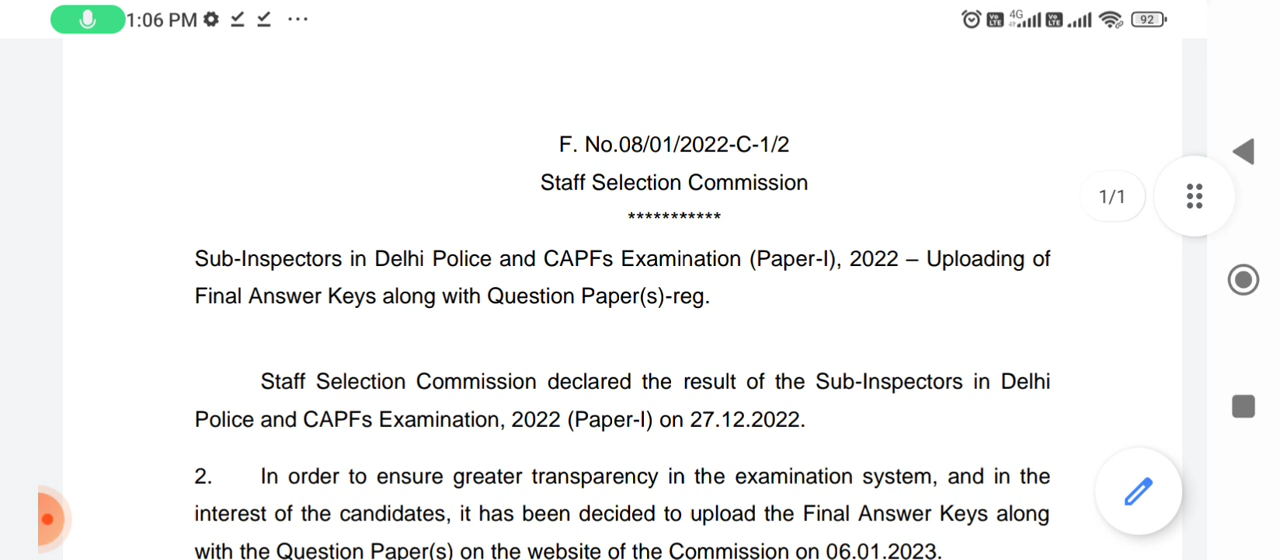 1:06 PM
4G
92
F. No.08/01/2022-C-1/2
Staff Selection Commission
***********
1/1
Sub-Inspectors in Delhi Police and CAPFs Examination (Paper-I), 2022 – Uploading of
Final Answer Keys along with Question Paper(s)-reg.
Staff Selection Commission declared the result of the Sub-Inspectors in Delhi
Police and CAPFs Examination, 2022 (Paper-I) on 27.12.2022.
2. In order to ensure greater transparency in the examination system, and in the
interest of the candidates, it has been decided to upload the Final Answer Keys along
with the Question Paper(s) on the website of the Commission on 06.01.2023.